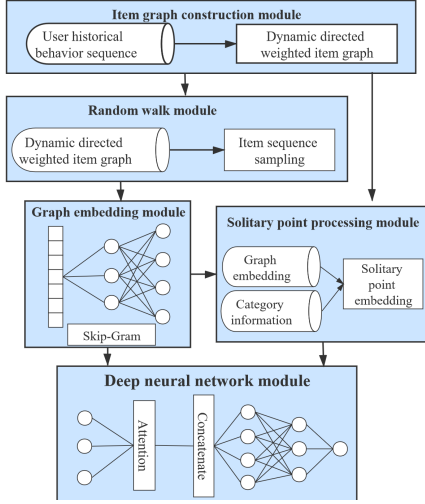 Item graph construction module
User historical
behavior sequence
Dynamic directed
weighted item graph
Random walk module
Dynamic directed
weighted item graph
Item sequence
sampling
Graph embedding module
Skip-Gram
Solitary point processing module
Graph
embedding
Category
information
Solitary
point
embedding
Deep neural network module
Attention
Concatenate